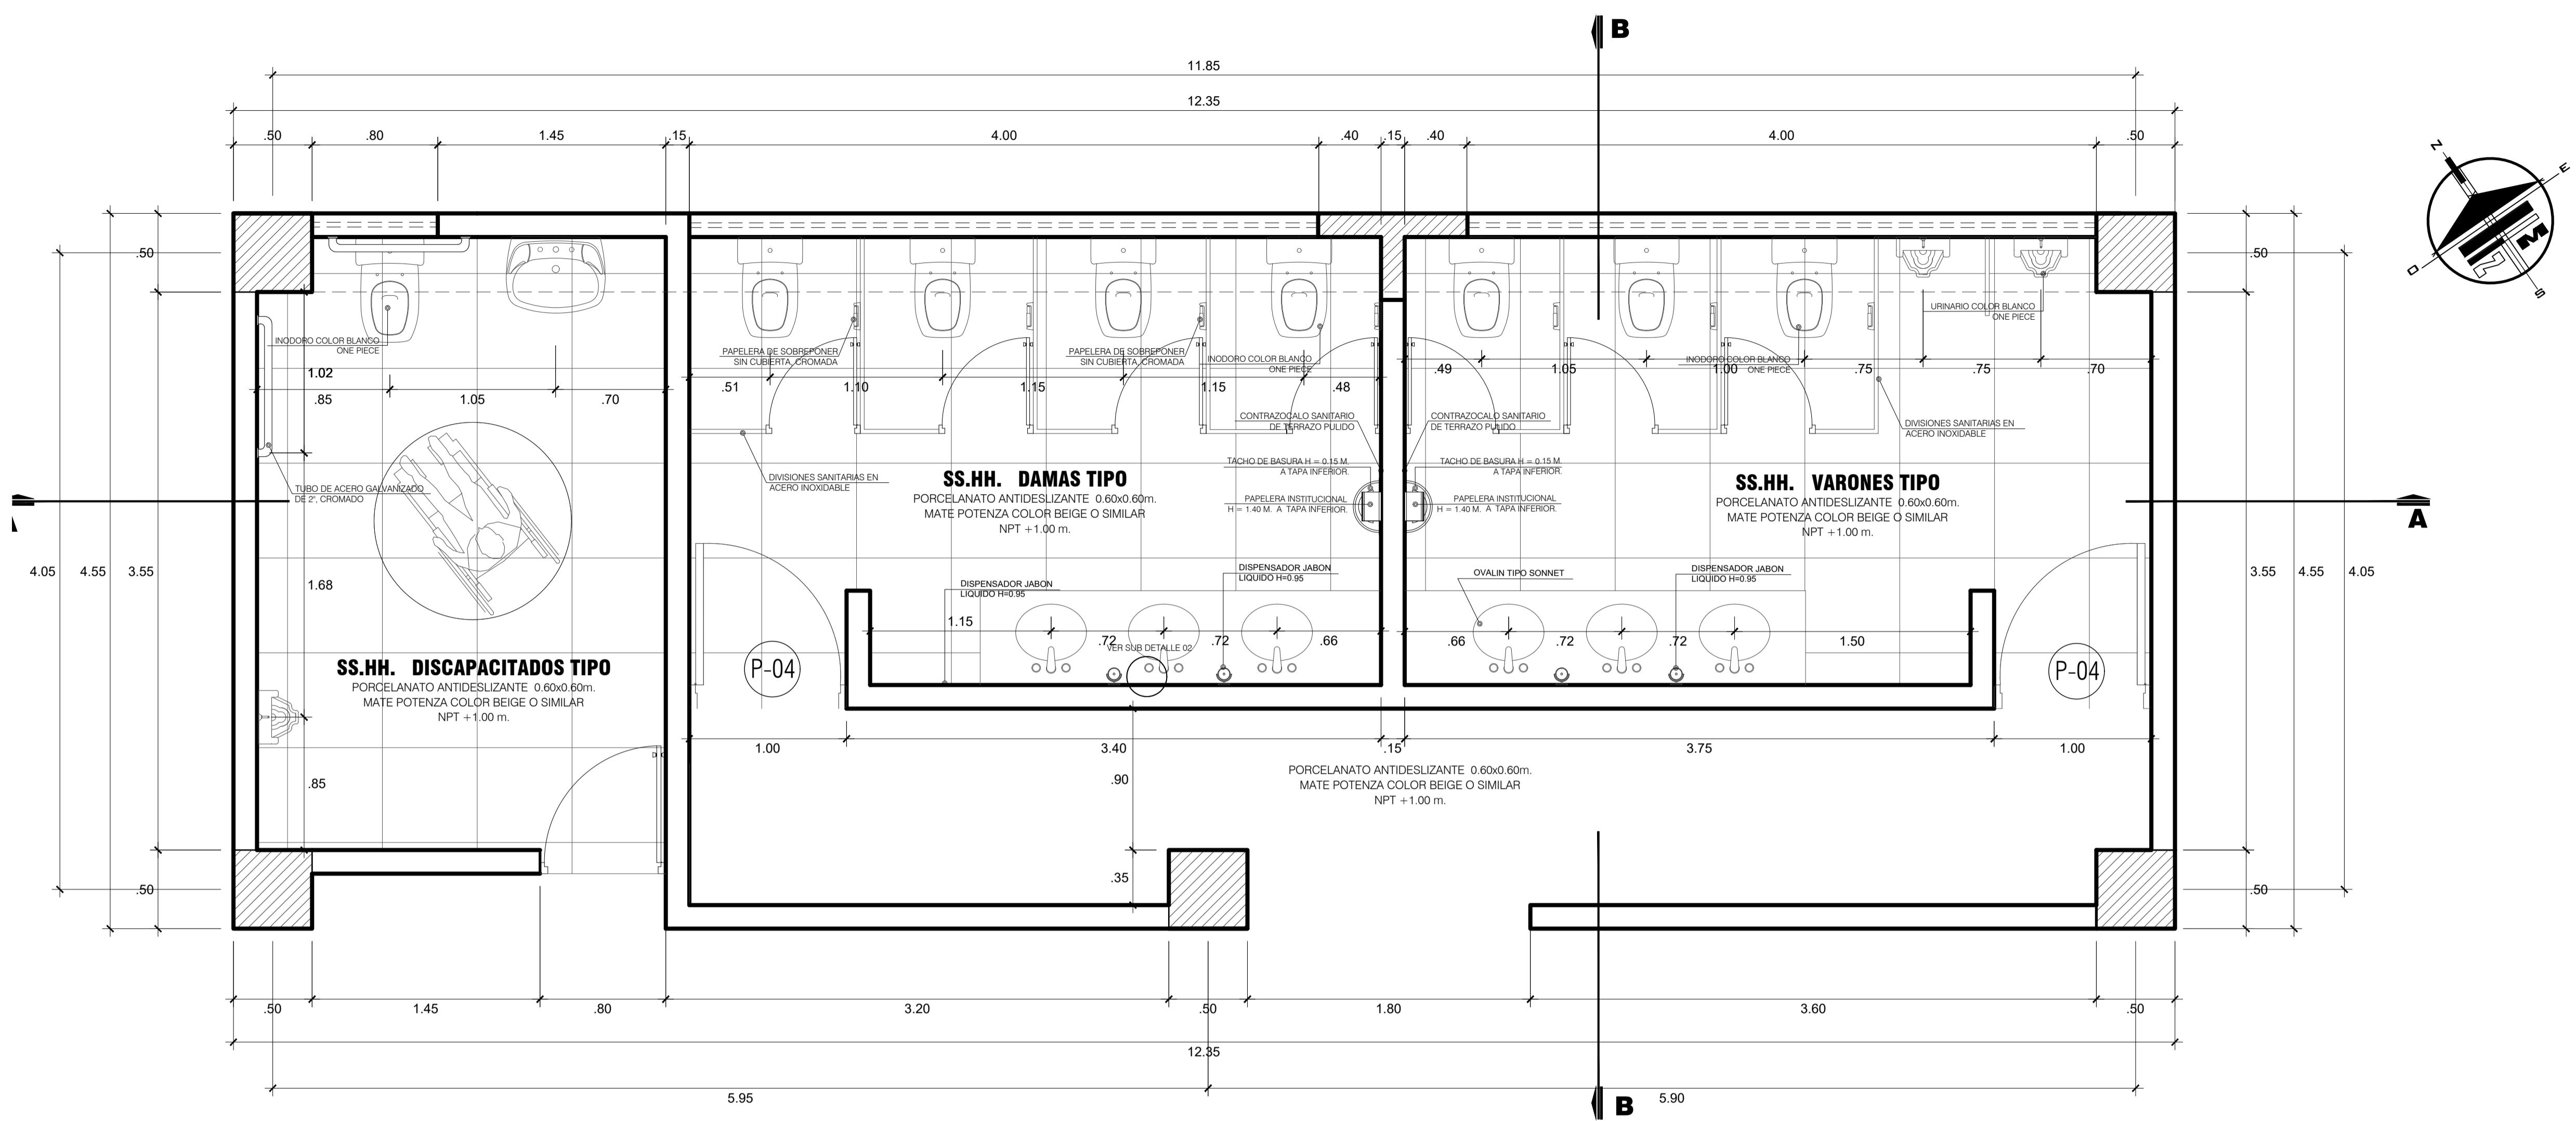 B
11.85
12.35
.50
.80
1.45
.15
4.00
.40
.15
.40
4.00
.50
N
E
O
S
.50
.50
INODORO COLOR BLANCO
ONE PIECE
PAPELERA DE SOBREPONER
SIN CUBIERTA, CROMADA
PAPELERA DE SOBREPONER
SIN CUBIERTA, CROMADA
INODORO COLOR BLANCO
ONE PIECE
INODORO COLOR BLANCO
ONE PIECE
URINARIO COLOR BLANCO
ONE PIECE
1.02
.85
1.05
.70
.51
1.10
1.15
1.15
.48
.49
1.05
1.00
.75
.75
.70
CONTRAZOCALO SANITARIO
DE TERRAZO PULIDO
CONTRAZOCALO SANITARIO
DE TERRAZO PULIDO
DIVISIONES SANITARIAS EN
ACERO INOXIDABLE
TUBO DE ACERO GALVANIZADO
DE 2", CROMADO
DIVISIONES SANITARIAS EN
ACERO INOXIDABLE
SS.HH. DAMAS TIPO
PORCELANATO ANTIDESLIZANTE 0.60x0.60m.
MATE POTENZA COLOR BEIGE O SIMILAR
NPT +1.00 m.
TACHO DE BASURA H = 0.15 M.
A TAPA INFERIOR.
PAPELERA INSTITUCIONAL
H = 1.40 M. A TAPA INFERIOR.
TACHO DE BASURA H = 0.15 M.
A TAPA INFERIOR.
PAPELERA INSTITUCIONAL
H = 1.40 M. A TAPA INFERIOR.
SS.HH. VARONES TIPO
PORCELANATO ANTIDESLIZANTE 0.60x0.60m.
MATE POTENZA COLOR BEIGE O SIMILAR
NPT +1.00 m.
A
4.05
4.55
3.55
1.68
DISPENSADOR JABON
LIQUIDO H=0.95
DISPENSADOR JABON
LIQUIDO H=0.95
OVALIN TIPO SONNET
DISPENSADOR JABON
LIQUIDO H=0.95
3.55
4.55
4.05
1.15
.72
.72
.66
.66
.72
.72
1.50
VER SUB DETALLE 02
P-04
P-04
SS.HH. DISCAPACITADOS TIPO
PORCELANATO ANTIDESLIZANTE 0.60x0.60m.
MATE POTENZA COLOR BEIGE O SIMILAR
NPT +1.00 m.
1.00
3.40
.15
3.75
1.00
.85
.90
PORCELANATO ANTIDESLIZANTE 0.60x0.60m.
MATE POTENZA COLOR BEIGE O SIMILAR
NPT +1.00 m.
.35
.50
.50
.50
1.45
.80
3.20
.50
1.80
3.60
.50
12.35
5.95
5.90
B